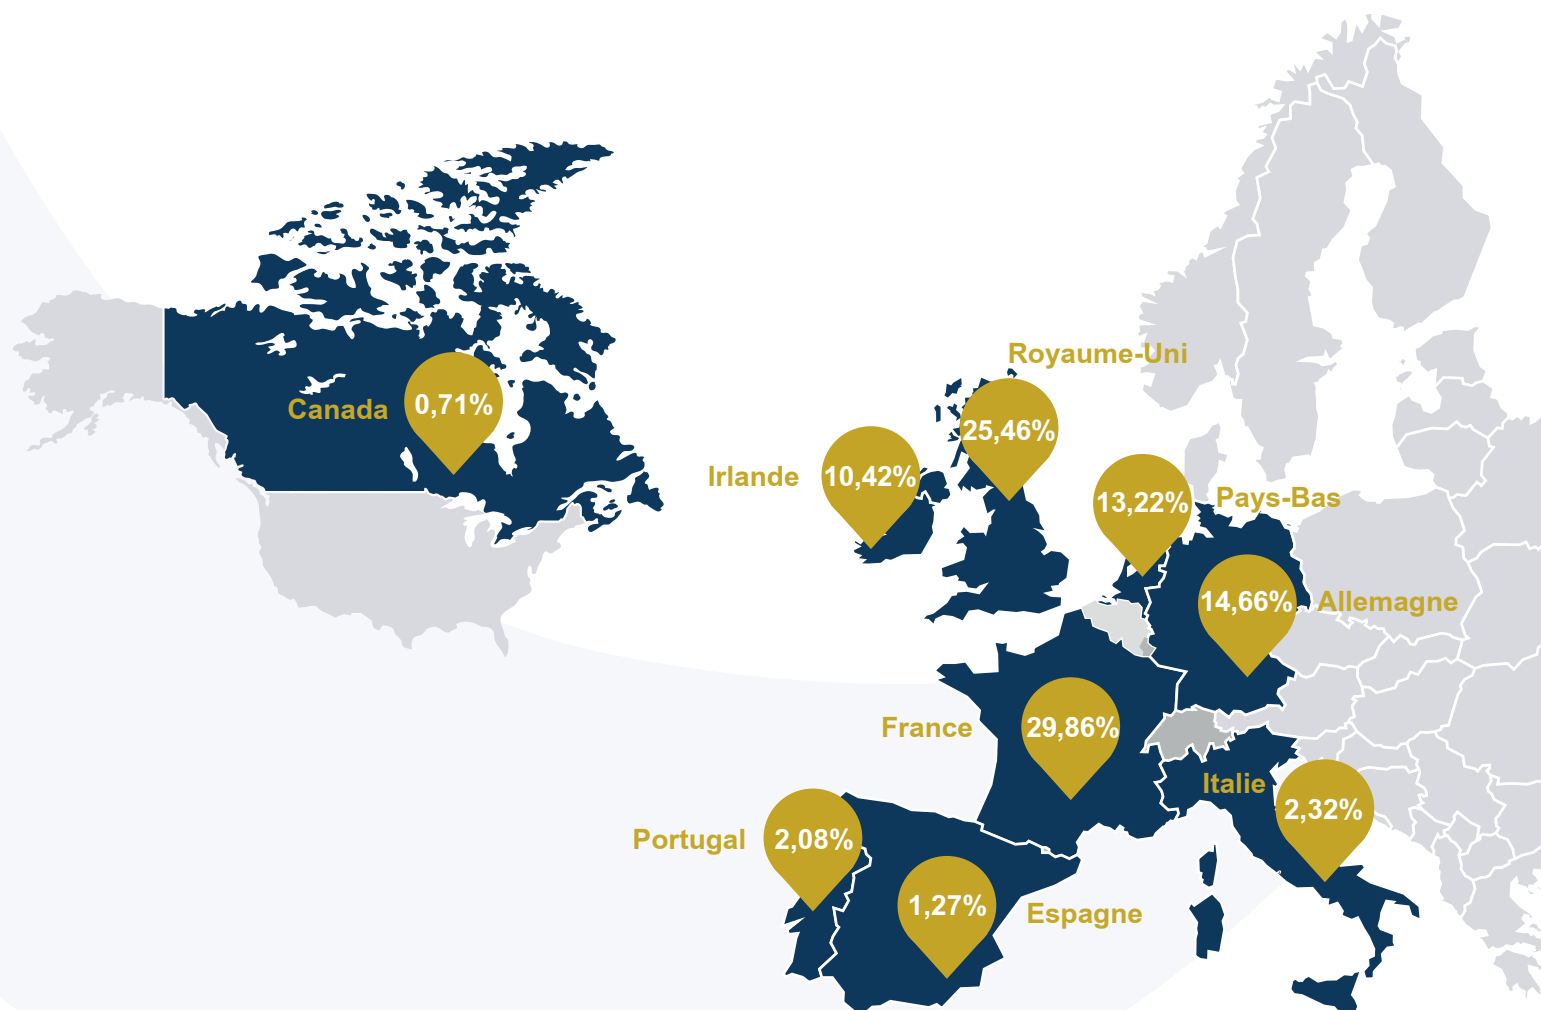 Royaume-Uni
25,46%
Canada
0,71%
Irlande
10,42%
Pays-Bas
13,22%
Allemagne
14,66%
France
29,86%
Italie
2,32%
Portugal
2,08%
Espagne
1,27%